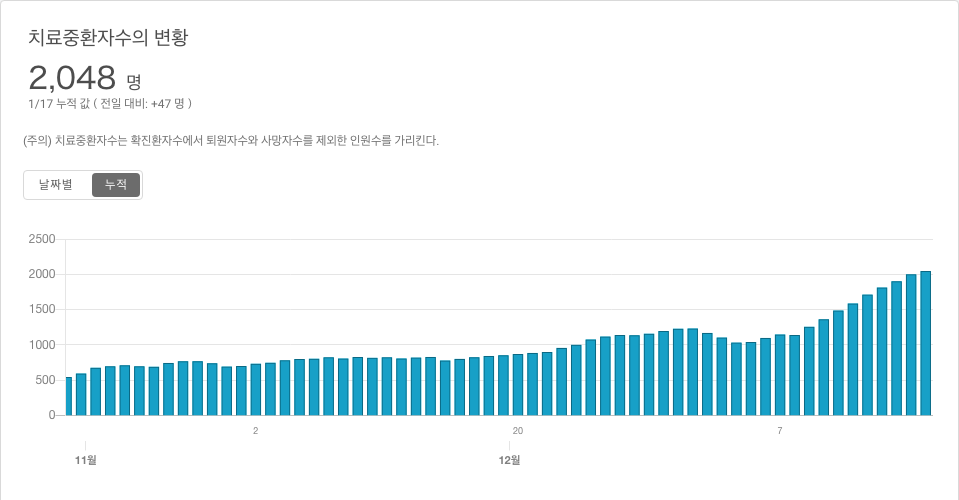 치료중환자수의 변황
2,048 명
1/17 누적 값 ( 전일 대비: +47 명 )
(주의) 치료중환자수는 확진환자수에서 퇴원자수와 사망자수를 제외한 인원수를 가리킨다.
날짜별 누적
2500
2000
1500
1000
500
0
2 20 7
11월 12월